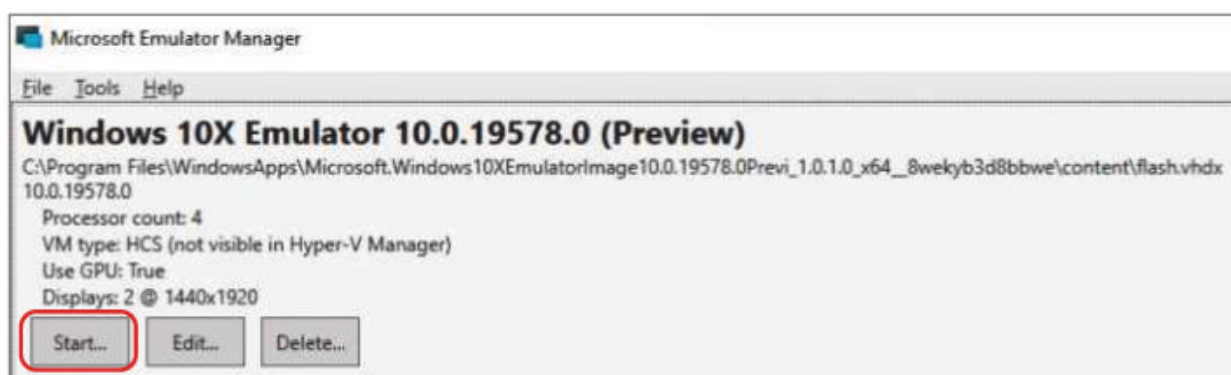 Microsoft Emulator Manager
File Tools Help
Windows 10X Emulator 10.0.19578.0 (Preview)
C:\Program Files\WindowsApps\Microsoft.Windows10XEmulatorImage10.0.19578.0Previ_1.0.1.0_x64__8wekyb3d8bbwe\content\flash.vhdx
10.0.19578.0
Processor count: 4
VM type: HCS (not visible in Hyper-V Manager)
Use GPU: True
Displays: 2 @ 1440x1920
Start... Edit... Delete...